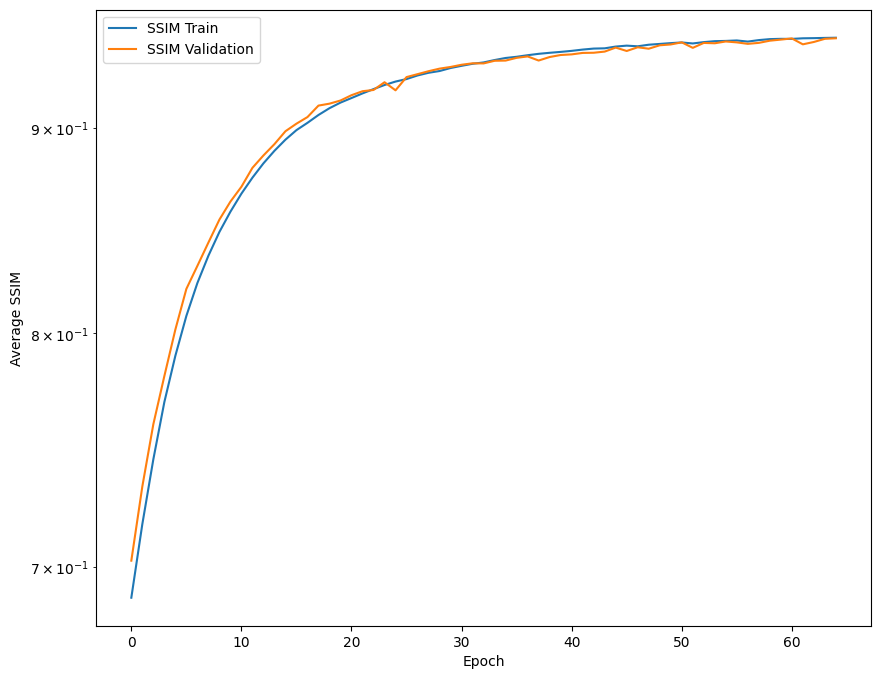 SSIM Train
SSIM Validation
9 × 10⁻¹
8 × 10⁻¹
7 × 10⁻¹
Average SSIM
0 10 20 30 40 50 60
Epoch